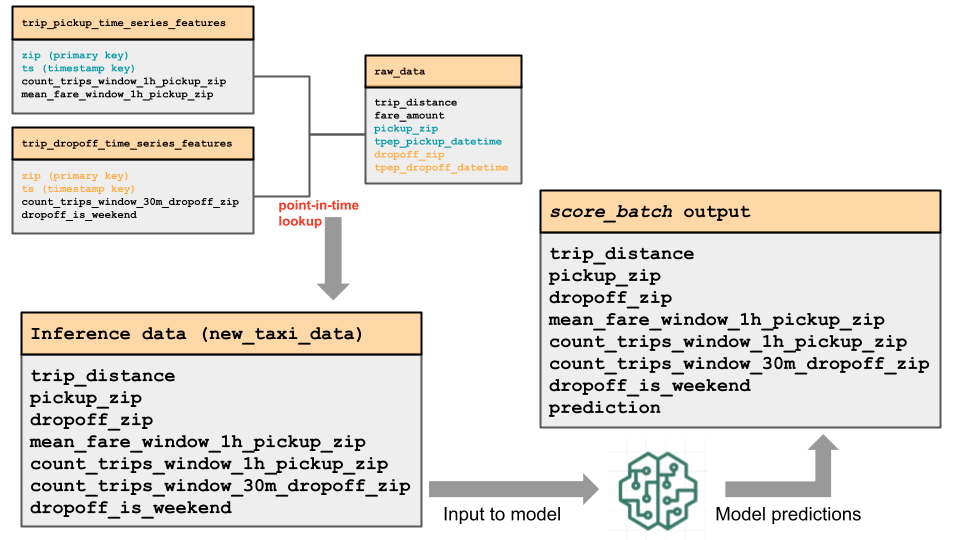 trip_pickup_time_series_features
zip (primary key)
ts (timestamp key)
count_trips_window_1h_pickup_zip
mean_fare_window_1h_pickup_zip
trip_dropoff_time_series_features
zip (primary key)
ts (timestamp key)
count_trips_window_30m_dropoff_zip
dropoff_is_weekend
raw_data
trip_distance
fare_amount
pickup_zip
tpep_pickup_datetime
dropoff_zip
tpep_dropoff_datetime
point-in-time
lookup
Inference data (new_taxi_data)
trip_distance
pickup_zip
dropoff_zip
mean_fare_window_1h_pickup_zip
count_trips_window_1h_pickup_zip
count_trips_window_30m_dropoff_zip
dropoff_is_weekend
Input to model
Model predictions
score_batch output
trip_distance
pickup_zip
dropoff_zip
mean_fare_window_1h_pickup_zip
count_trips_window_1h_pickup_zip
count_trips_window_30m_dropoff_zip
dropoff_is_weekend
prediction